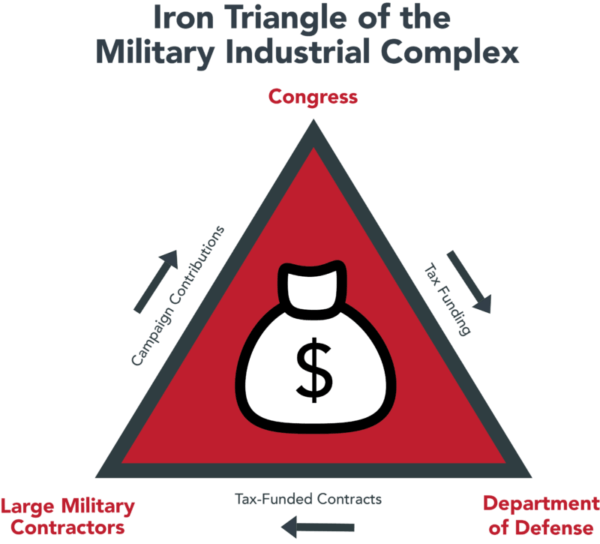 Iron Triangle of the
Military Industrial Complex
Congress
Campaign Contributions
Tax Funding
$
Large Military
Contractors
Tax-Funded Contracts
Department
of Defense